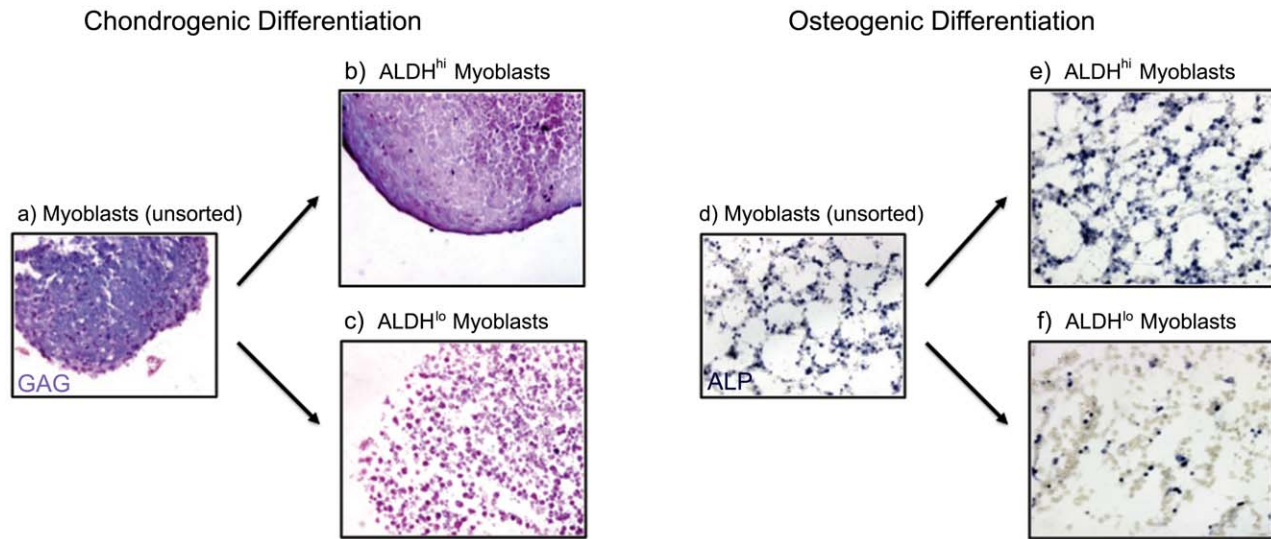 Chondrogenic Differentiation
Osteogenic Differentiation
b) ALDHhi Myoblasts
e) ALDHhi Myoblasts
a) Myoblasts (unsorted)
d) Myoblasts (unsorted)
GAG
ALP
c) ALDHlo Myoblasts
f) ALDHlo Myoblasts